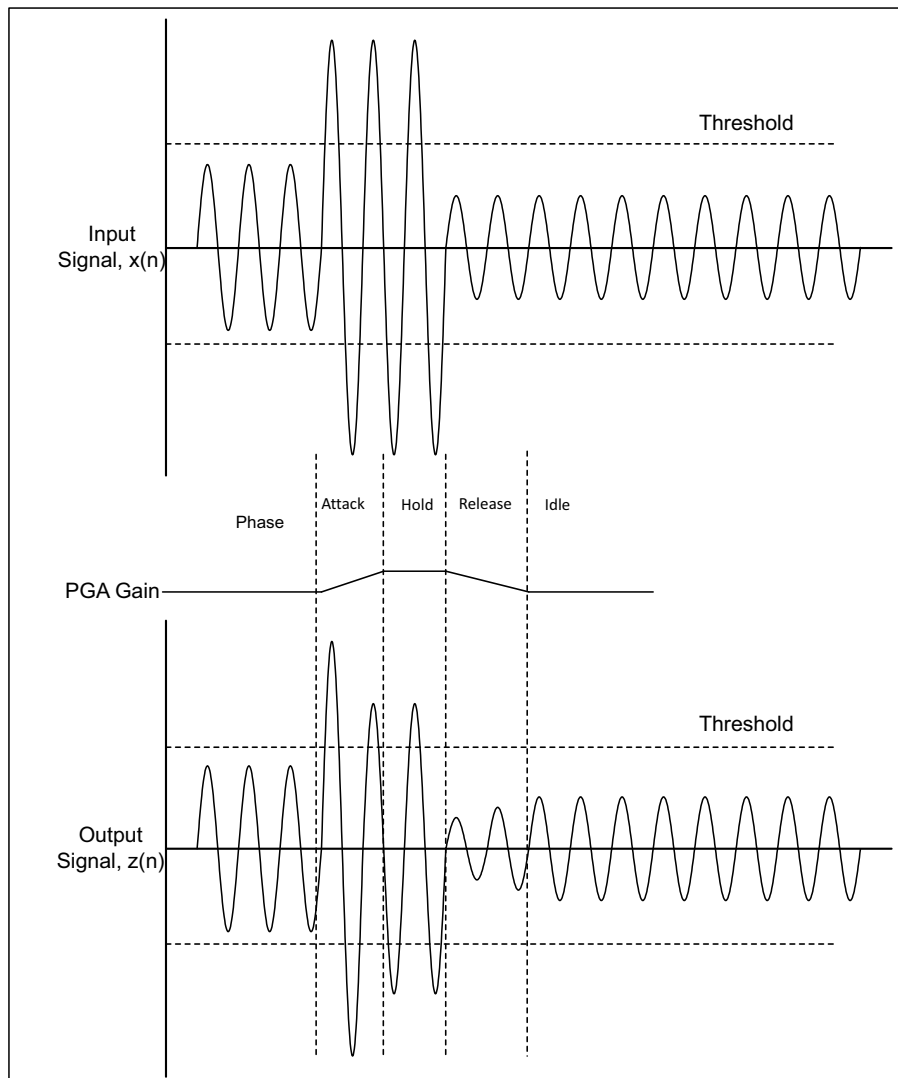 Threshold
Input
Signal, x(n)
Attack
Hold
Release
Idle
Phase
PGA Gain
Threshold
Output
Signal, z(n)